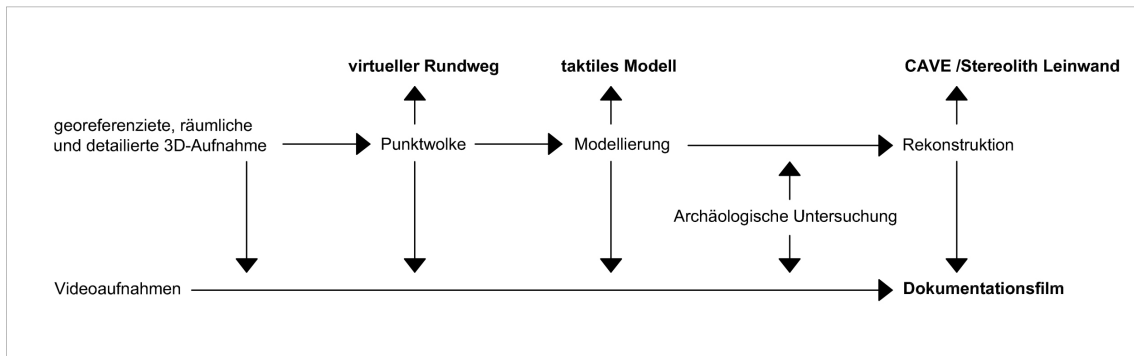 virtueller Rundweg
taktiles Modell
CAVE /Stereolith Leinwand
georeferenziete, räumliche
und detailierte 3D-Aufnahme
Punktwolke
Modellierung
Rekonstruktion
Archäologische Untersuchung
Videoaufnahmen
Dokumentationsfilm